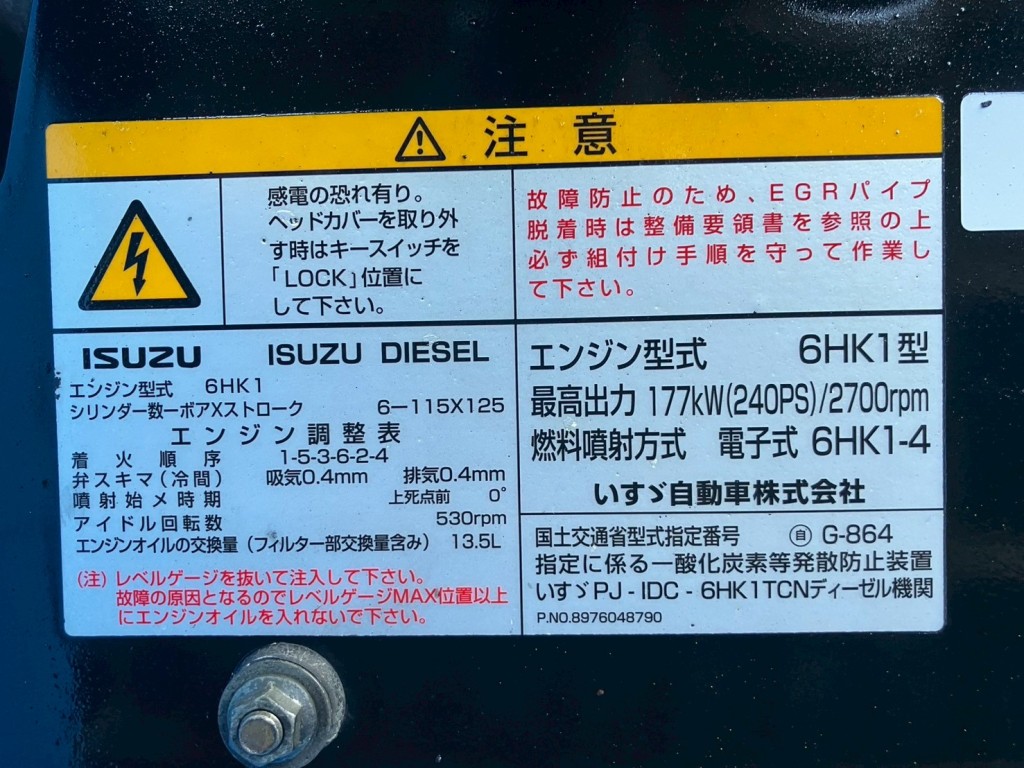 注意
感電の恐れ有り。
ヘッドカバーを取り外
す時はキースイッチを
「LOCK」位置に
して下さい。
故障防止のため、EGRパイプ
脱着時は整備要領書を参照の上
必ず組付け手順を守って作業し
て下さい。
ISUZU ISUZU DIESEL
エンジン型式 6HK1
シリンダー数ーボアXストローク 6－115X125
エンジン調整表
着火順序 1-5-3-6-2-4
弁スキマ(冷間) 吸気0.4mm 排気0.4mm
噴射始メ時期 上死点前 0°
アイドル回転数 530rpm
エンジンオイルの交換量(フィルター部交換量含み) 13.5L
(注)レベルゲージを抜いて注入して下さい。
故障の原因となるのでレベルゲージMAX位置以上
にエンジンオイルを入れないで下さい。
エンジン型式 6HK1型
最高出力 177kW(240PS)/2700rpm
燃料噴射方式 電子式 6HK1-4
いすゞ自動車株式会社
国土交通省型式指定番号 ㉂ G-864
指定に係る一酸化炭素等発散防止装置
いすゞPJ - IDC - 6HK1TCNディーゼル機関
P.NO.8976048790